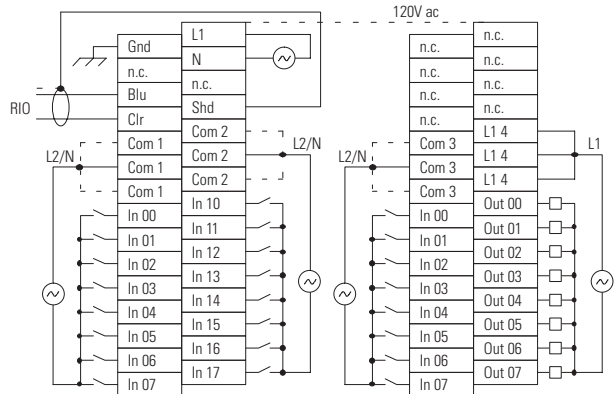 120V ac
L1
n.c.
Gnd
n.c.
N
n.c.
n.c.
n.c.
n.c.
n.c.
n.c.
Blu
n.c.
RIO
Shd
n.c.
Clr
n.c.
Com 2
L1 4
Com 1
Com 3
L2/N
Com 2
L2/N
L2/N
L1 4
L1
Com 1
Com 3
Com 2
L1 4
Com 1
Com 3
In 10
Out 00
In 00
In 00
In 11
Out 01
In 01
In 01
In 12
Out 02
In 02
In 02
In 13
Out 03
In 03
In 03
In 14
Out 04
In 04
In 04
In 15
Out 05
In 05
In 05
In 16
Out 06
In 06
In 06
In 17
Out 07
In 07
In 07